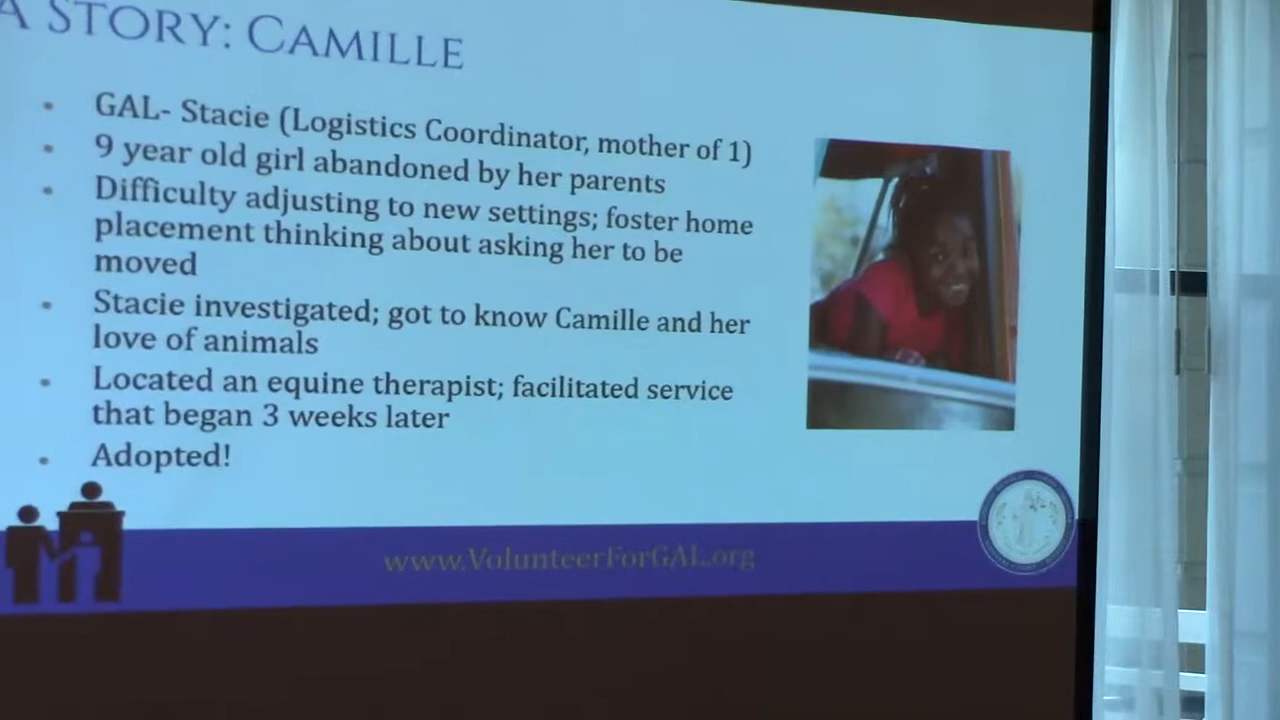 A STORY: CAMILLE
GAL- Stacie (Logistics Coordinator, mother of 1)
9 year old girl abandoned by her parents
Difficulty adjusting to new settings; foster home
placement thinking about asking her to be
moved
Stacie investigated; got to know Camille and her
love of animals
Located an equine therapist; facilitated service
that began 3 weeks later
Adopted!
www.VolunteerForGAL.org